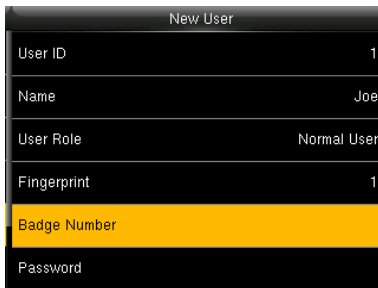 New User
User ID 1
Name Joe
User Role Normal User
Fingerprint 1
Badge Number
Password